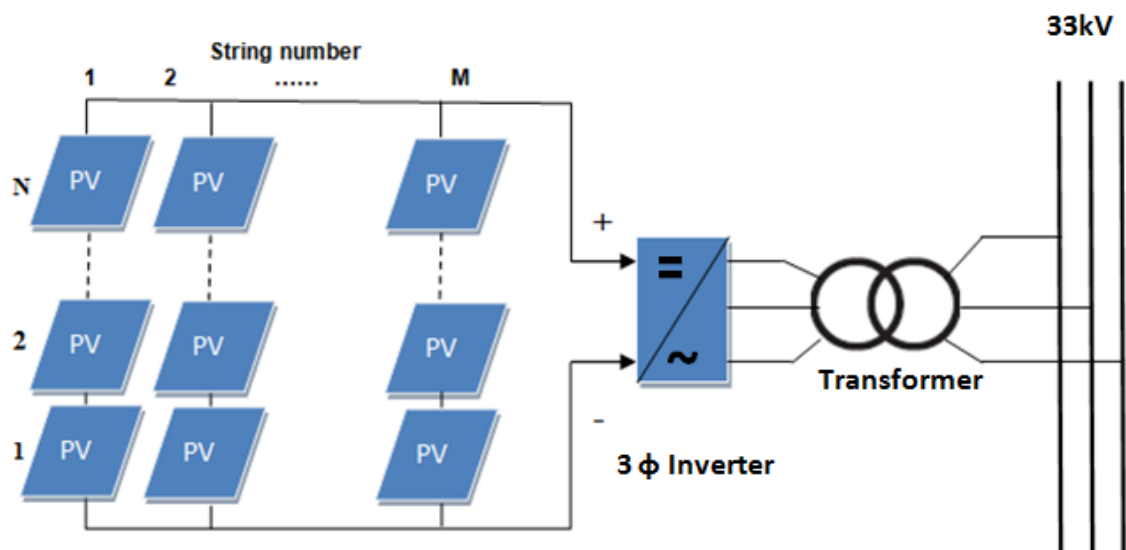 33kV
String number
1 2 ...... M
N PV PV PV
+
=
2 PV PV PV
~
Transformer
1 PV PV PV
-
3 ϕ Inverter